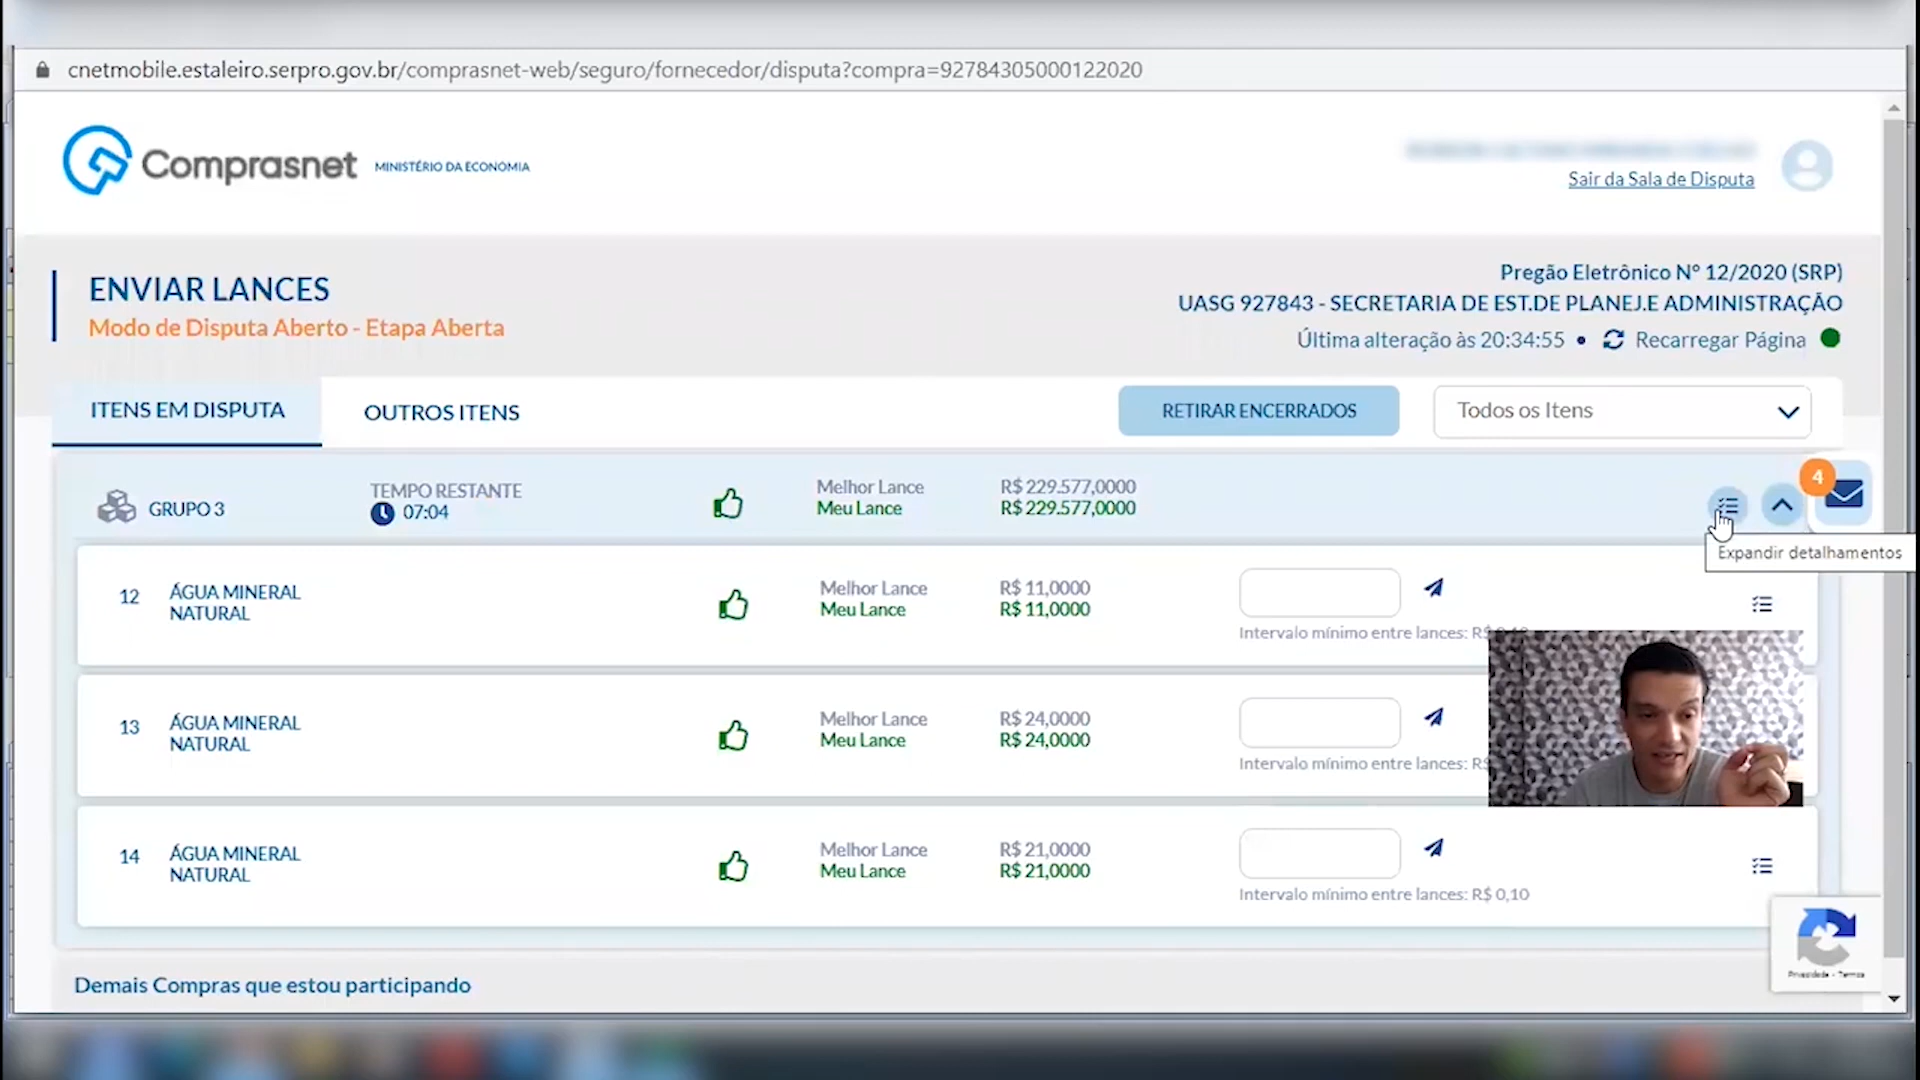 cnetmobile.estaleiro.serpro.gov.br/comprasnet-web/seguro/fornecedor/disputa?compra=92784305000122020
Comprasnet MINISTÉRIO DA ECONOMIA
Sair da Sala de Disputa
ENVIAR LANCES
Modo de Disputa Aberto - Etapa Aberta
Pregão Eletrônico N° 12/2020 (SRP)
UASG 927843 - SECRETARIA DE EST.DE PLANEJ.E ADMINISTRAÇÃO
Última alteração às 20:34:55 • Recarregar Página
ITENS EM DISPUTA
OUTROS ITENS
RETIRAR ENCERRADOS
Todos os Itens
GRUPO 3
TEMPO RESTANTE
07:04
Melhor Lance R$ 229.577,0000
Meu Lance R$ 229.577,0000
4
Expandir detalhamentos
12 ÁGUA MINERAL
NATURAL
Melhor Lance R$ 11,0000
Meu Lance R$ 11,0000
Intervalo mínimo entre lances: R$
13 ÁGUA MINERAL
NATURAL
Melhor Lance R$ 24,0000
Meu Lance R$ 24,0000
Intervalo mínimo entre lances: R$
14 ÁGUA MINERAL
NATURAL
Melhor Lance R$ 21,0000
Meu Lance R$ 21,0000
Intervalo mínimo entre lances: R$ 0,10
Privacidade - Termos
Demais Compras que estou participando